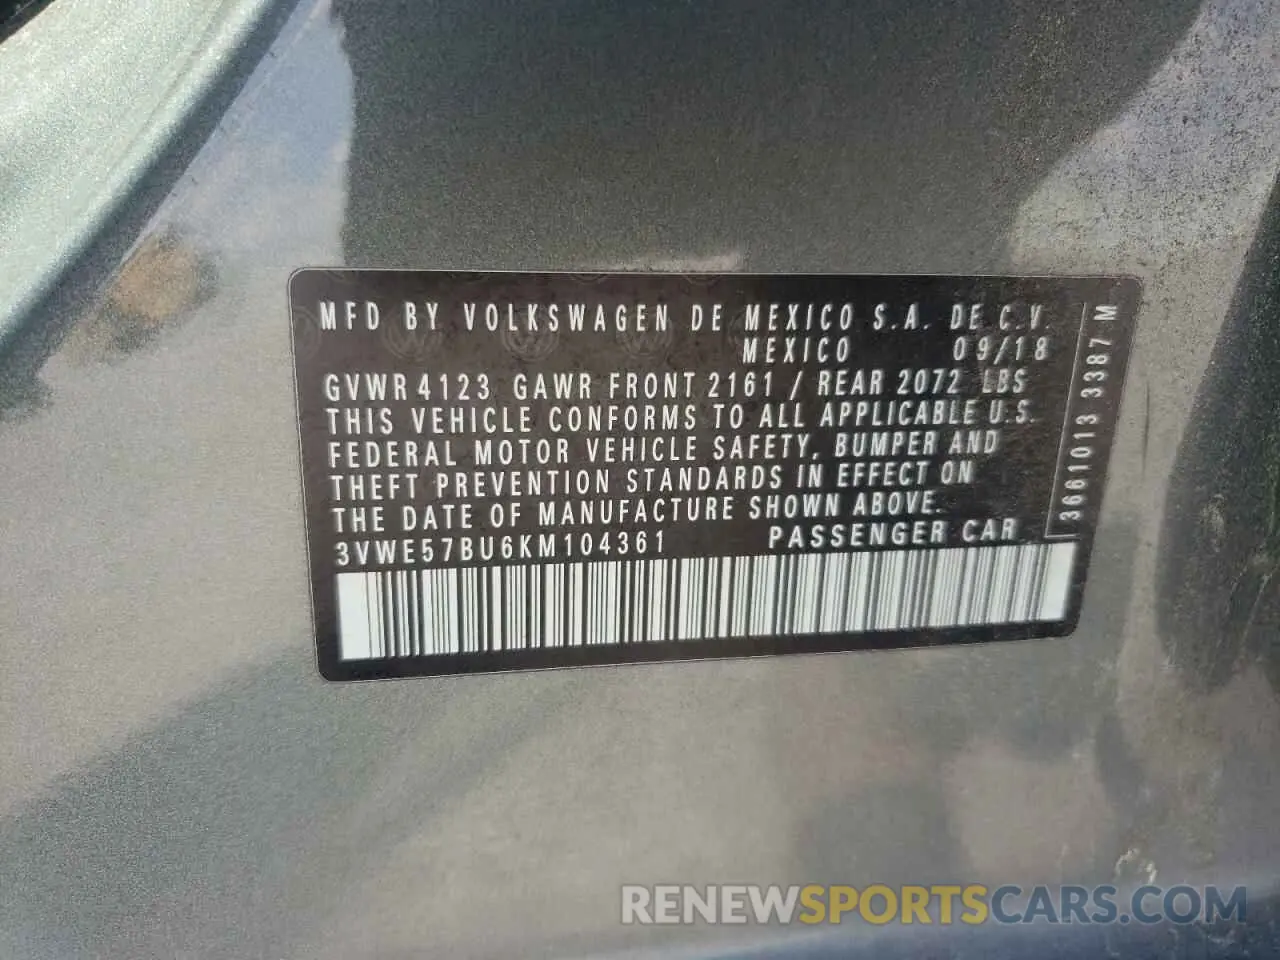 MFD BY VOLKSWAGEN DE MEXICO S.A. DE C.V.
MEXICO 09/18
GVWR 4123 GAWR FRONT 2161 / REAR 2072 LBS
THIS VEHICLE CONFORMS TO ALL APPLICABLE U.S.
FEDERAL MOTOR VEHICLE SAFETY, BUMPER AND
THEFT PREVENTION STANDARDS IN EFFECT ON
THE DATE OF MANUFACTURE SHOWN ABOVE.
3VWE57BU6KM104361 PASSENGER CAR
3661013 3387 M
RENEWSPORTSCARS.COM